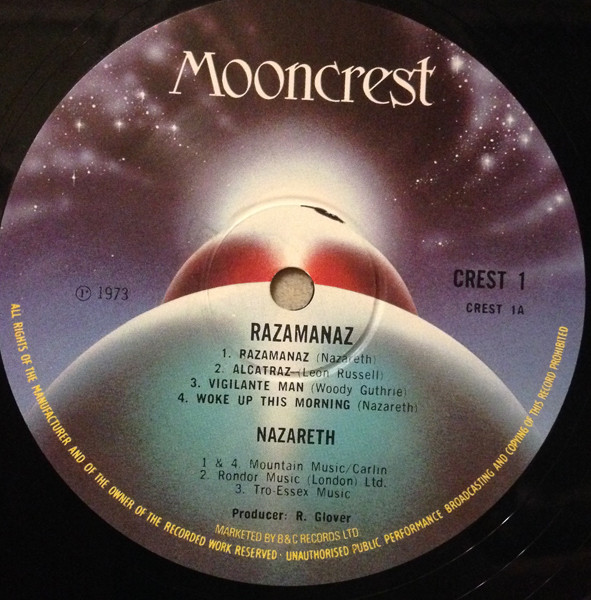 Mooncrest
℗ 1973
CREST 1
CREST 1A
RAZAMANAZ
1. RAZAMANAZ (Nazareth)
2. ALCATRAZ (Leon Russell)
3. VIGILANTE MAN (Woody Guthrie)
4. WOKE UP THIS MORNING (Nazareth)
NAZARETH
1 & 4. Mountain Music/Carlin
2. Rondor Music (London) Ltd.
3. Tro-Essex Music
Producer: R. Glover
MARKETED BY B&C RECORDS LTD
ALL RIGHTS OF THE MANUFACTURER AND OF THE OWNER OF THE RECORDED WORK RESERVED · UNAUTHORISED PUBLIC PERFORMANCE BROADCASTING AND COPYING OF THIS RECORD PROHIBITED